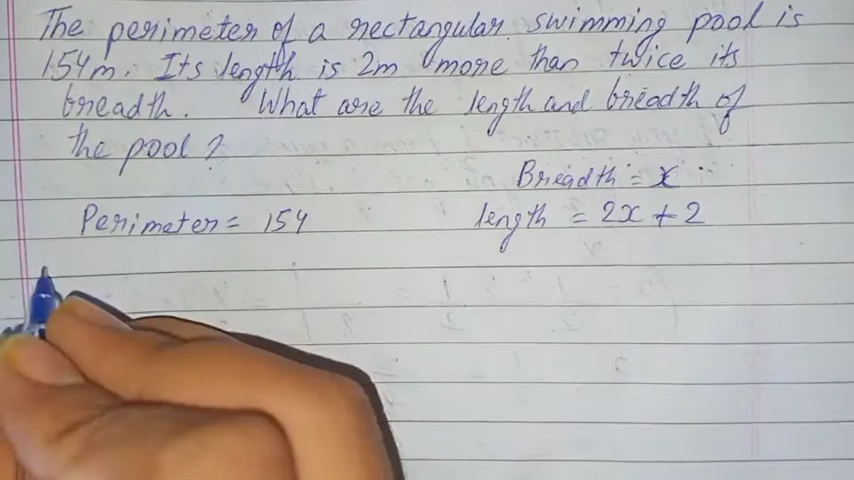 The perimeter of a rectangular swimming pool is
154m. Its length is 2m more than twice its
breadth. What are the length and breadth of
the pool?
Breadth = x
Perimeter = 154
length = 2x + 2